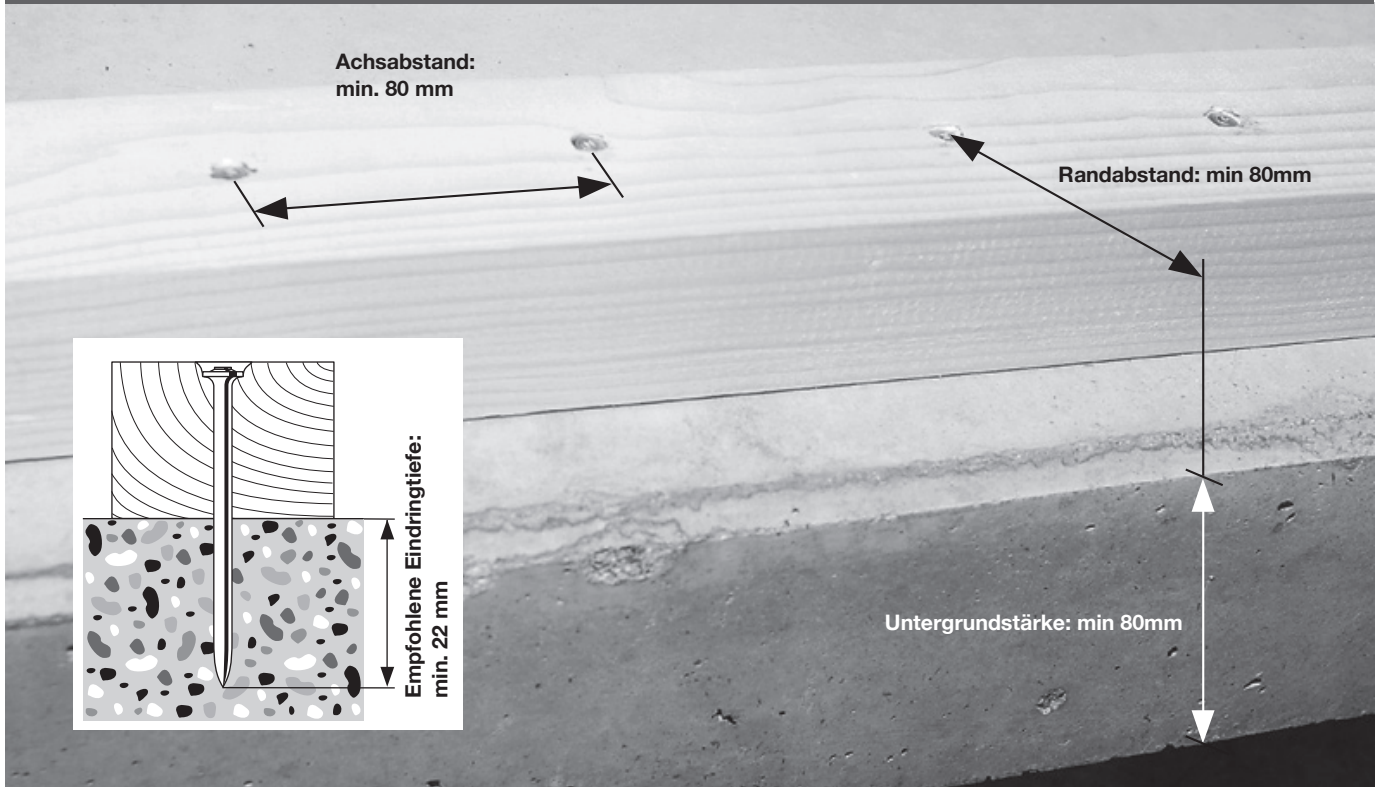 Achsabstand:
min. 80 mm
Randabstand: min 80mm
Empfohlene Eindringtiefe:
min. 22 mm
Untergrundstärke: min 80mm